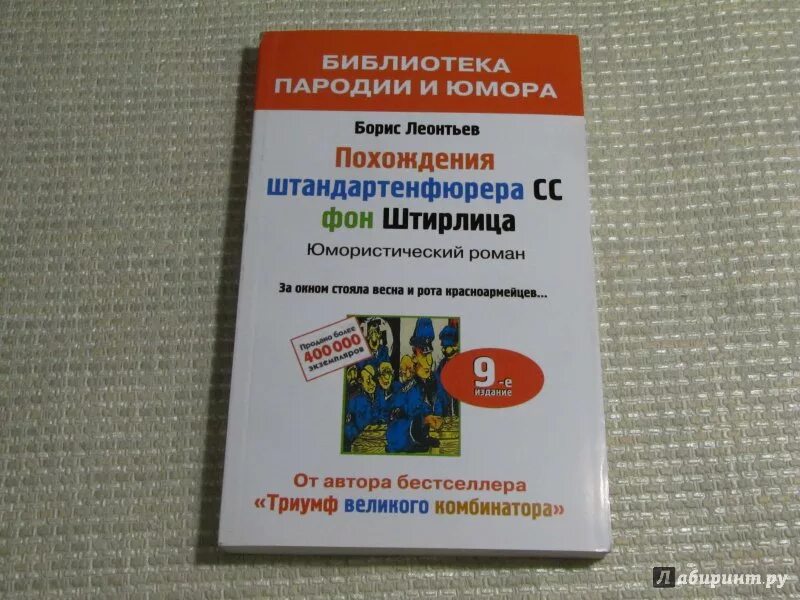 БИБЛИОТЕКА
ПАРОДИИ И ЮМОРА
Борис Леонтьев
Похождения
штандартенфюрера СС
фон Штирлица
Юмористический роман
За окном стояла весна и рота красноармейцев...
Продано более
400 000
экземпляров
9-е
издание
От автора бестселлера
«Триумф великого комбинатора»
Лабиринт.ру